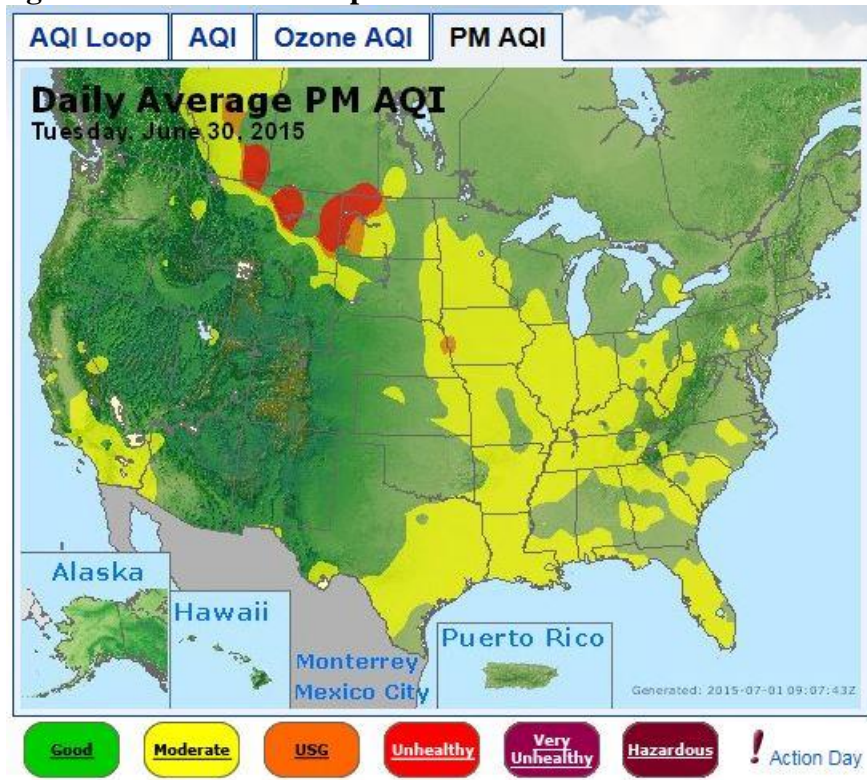 AQI Loop AQI Ozone AQI PM AQI
Daily Average PM AQI
Tuesday, June 30, 2015
Alaska
Hawaii
Monterrey
Mexico City
Puerto Rico
Generated: 2015-07-01 09:07:43Z
Good Moderate USG Unhealthy Very Unhealthy Hazardous ! Action Day